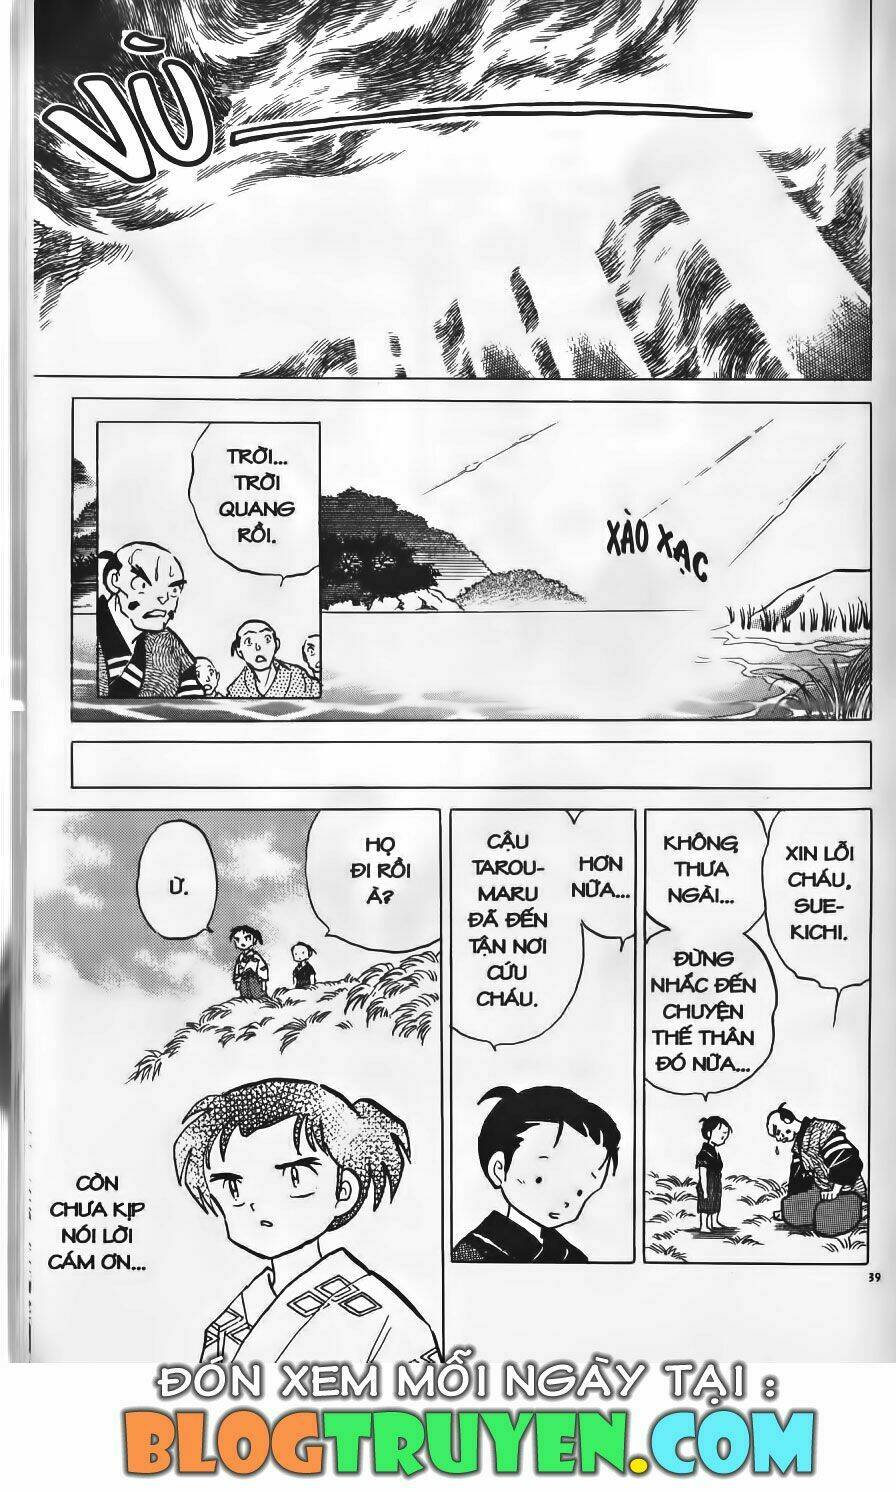 VÙ
TRỜI...
TRỜI
QUANG
RỒI.
XÀO XẠC
XIN LỖI
CHÁU,
SUE-
KICHI.
KHÔNG,
THƯA
NGÀI...
ĐỪNG
NHẮC ĐẾN
CHUYỆN
THẾ THÂN
ĐÓ NỮA...
HƠN
NỮA...
CẬU
TAROU-
MARU
ĐÃ ĐẾN
TẬN NƠI
CỨU
CHÁU.
HỌ
ĐI RỒI
À?
Ừ.
CÒN
CHƯA KỊP
NÓI LỜI
CÁM ƠN...
39
ĐÓN XEM MỖI NGÀY TẠI :
BLOGTRUYEN.COM